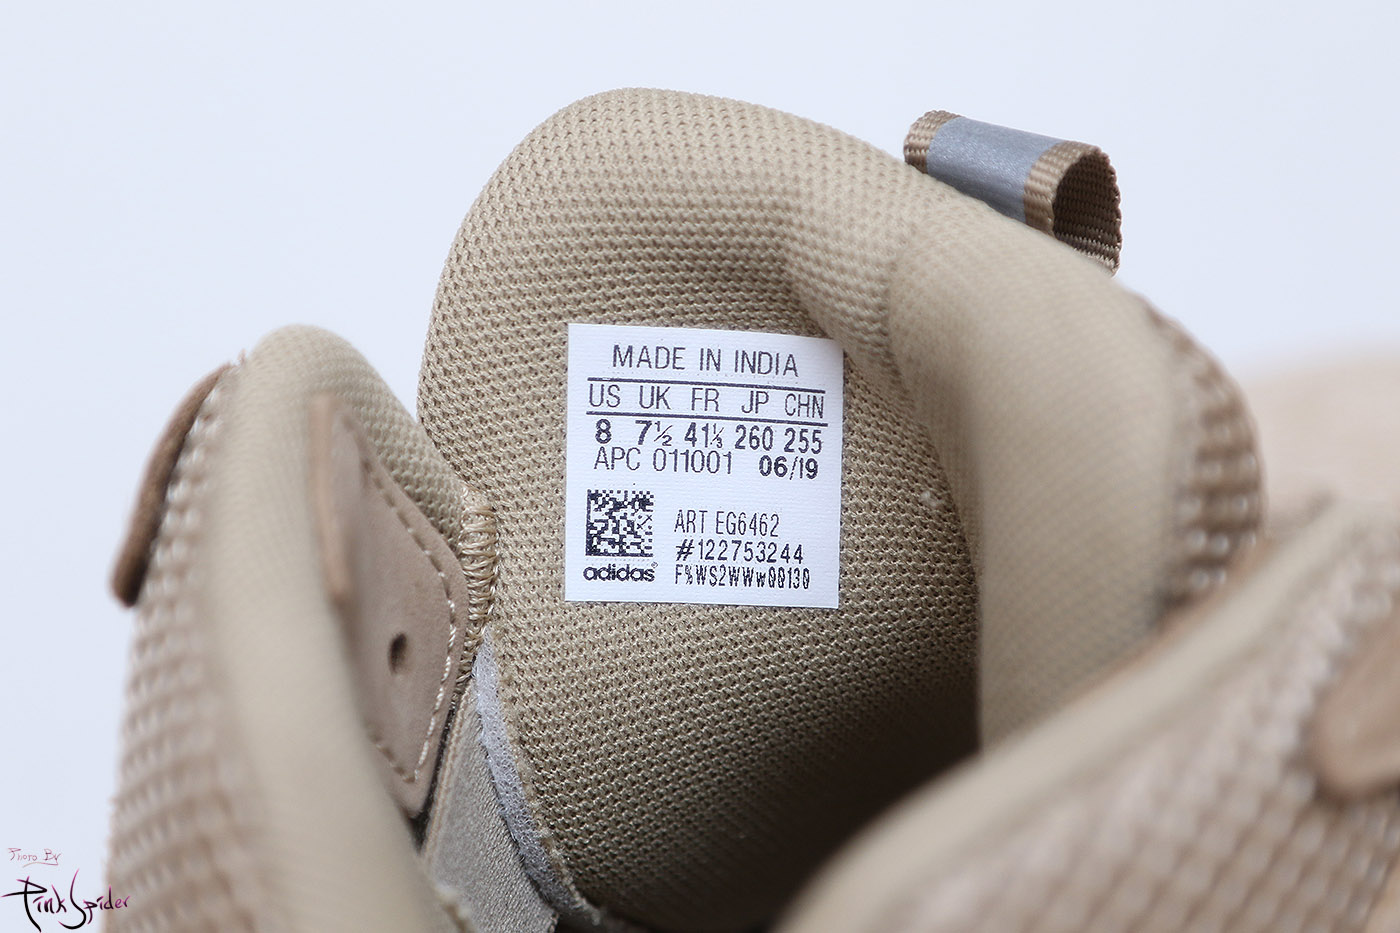 MADE IN INDIA
US UK FR JP CHN
8 7½ 41⅓ 260 255
APC 011001 06/19
ART EG6462
#122753244
adidas® F%WS2WWw00130
Photo By
PinkSpider